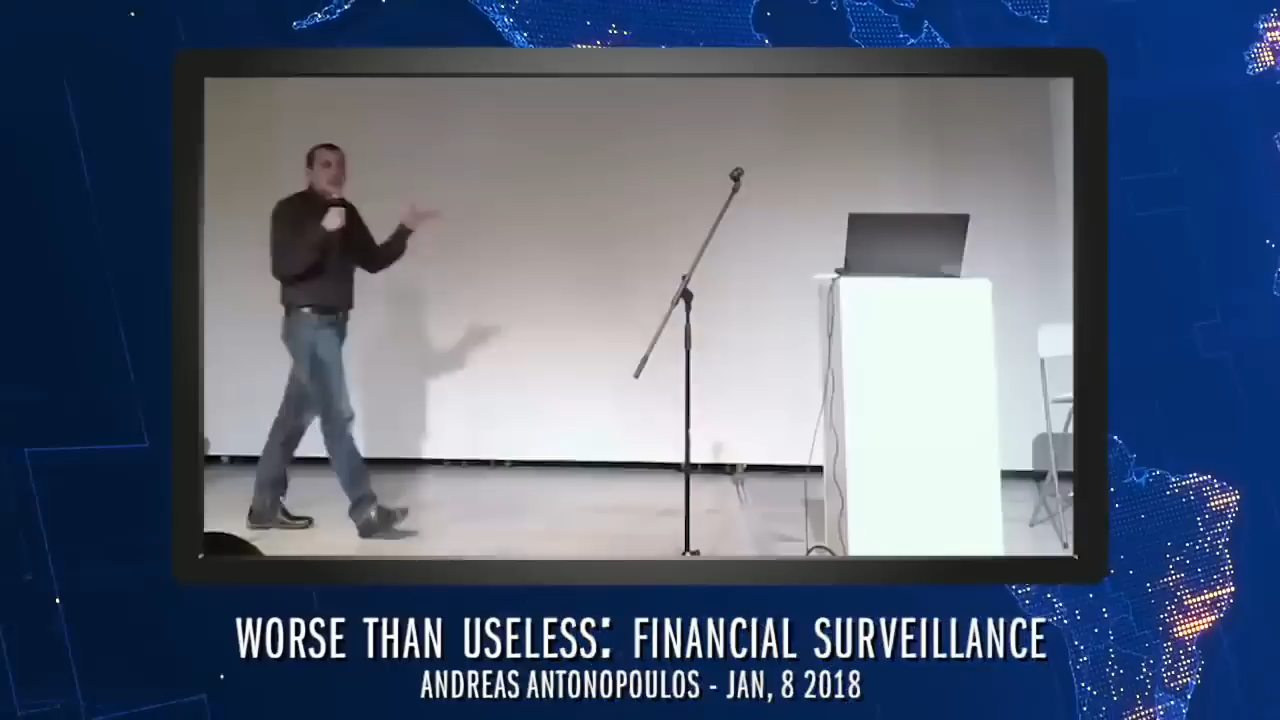 WORSE THAN USELESS: FINANCIAL SURVEILLANCE
ANDREAS ANTONOPOULOS - JAN, 8 2018